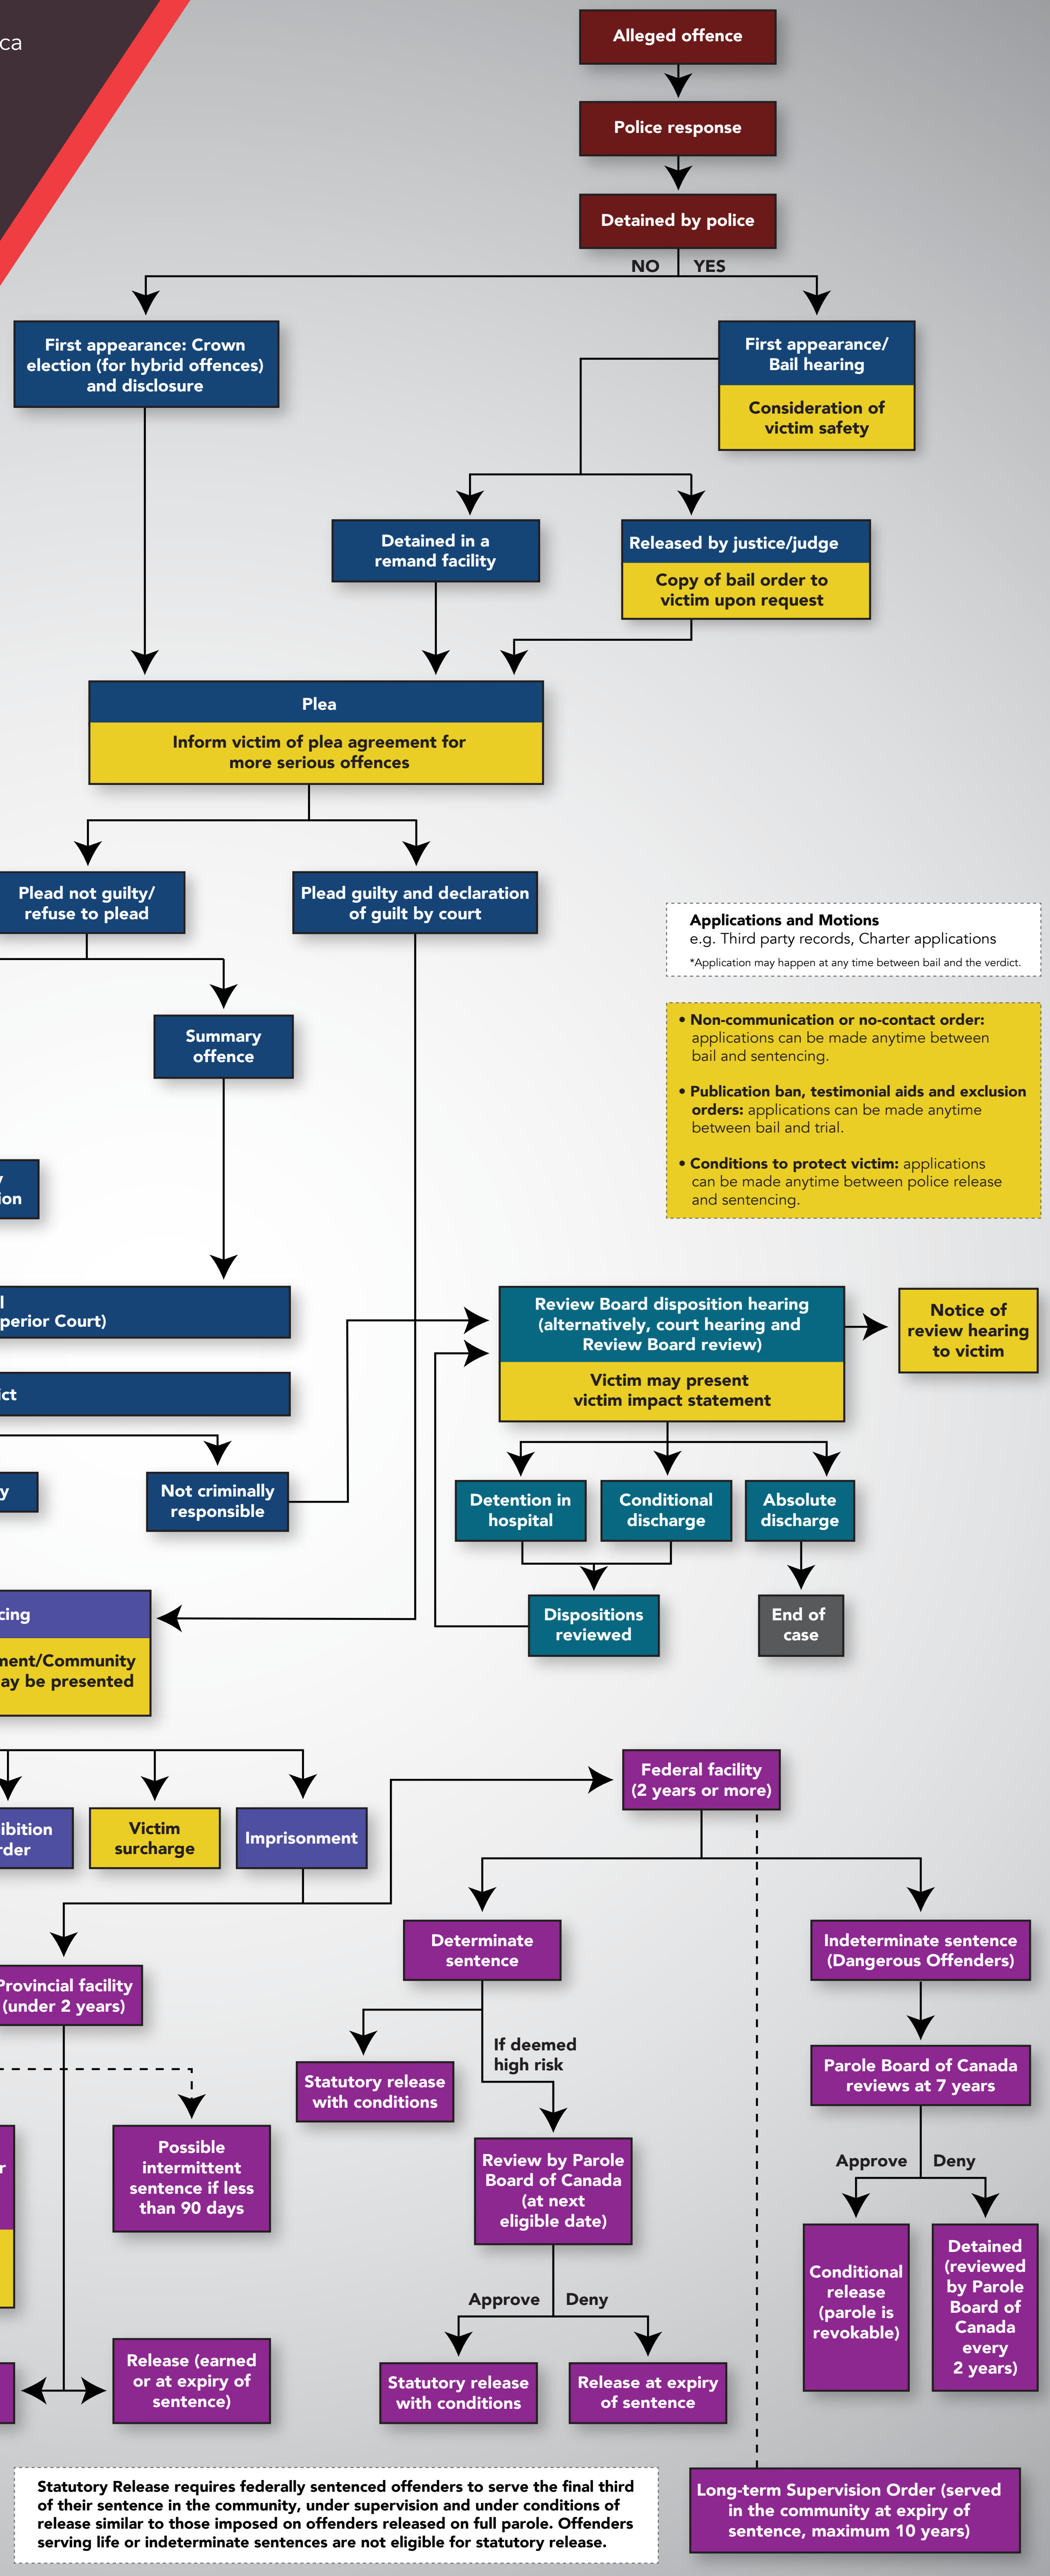 ca
Alleged offence
Police response
Detained by police
NO YES
First appearance: Crown
election (for hybrid offences)
and disclosure
First appearance/
Bail hearing
Consideration of
victim safety
Detained in a
remand facility
Released by justice/judge
Copy of bail order to
victim upon request
Plea
Inform victim of plea agreement for
more serious offences
Plead not guilty/
refuse to plead
Plead guilty and declaration
of guilt by court
Applications and Motions
e.g. Third party records, Charter applications
*Application may happen at any time between bail and the verdict.
Summary
offence
• Non-communication or no-contact order:
applications can be made anytime between
bail and sentencing.
• Publication ban, testimonial aids and exclusion
orders: applications can be made anytime
between bail and trial.
• Conditions to protect victim: applications
can be made anytime between police release
and sentencing.
y
ion
l
perior Court)
Review Board disposition hearing
(alternatively, court hearing and
Review Board review)
Victim may present
victim impact statement
Notice of
review hearing
to victim
ict
y
Not criminally
responsible
Detention in
hospital
Conditional
discharge
Absolute
discharge
Dispositions
reviewed
End of
case
cing
ment/Community
ay be presented
Federal facility
(2 years or more)
ibition
rder
Victim
surcharge
Imprisonment
Determinate
sentence
Indeterminate sentence
(Dangerous Offenders)
Provincial facility
(under 2 years)
If deemed
high risk
Statutory release
with conditions
Parole Board of Canada
reviews at 7 years
r
Possible
intermittent
sentence if less
than 90 days
Review by Parole
Board of Canada
(at next
eligible date)
Approve Deny
Conditional
release
(parole is
revokable)
Detained
(reviewed
by Parole
Board of
Canada
every
2 years)
Approve Deny
Release (earned
or at expiry of
sentence)
Statutory release
with conditions
Release at expiry
of sentence
Statutory Release requires federally sentenced offenders to serve the final third
of their sentence in the community, under supervision and under conditions of
release similar to those imposed on offenders released on full parole. Offenders
serving life or indeterminate sentences are not eligible for statutory release.
Long-term Supervision Order (served
in the community at expiry of
sentence, maximum 10 years)